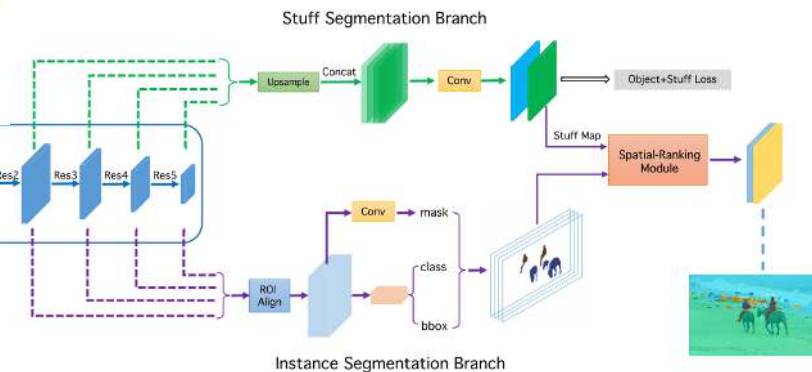 Stuff Segmentation Branch
Upsample
Concat
Conv
Object+Stuff Loss
Stuff Map
Spatial-Ranking
Module
Res3
Res4
Res5
Conv
mask
class
bbox
ROI
Align
Instance Segmentation Branch